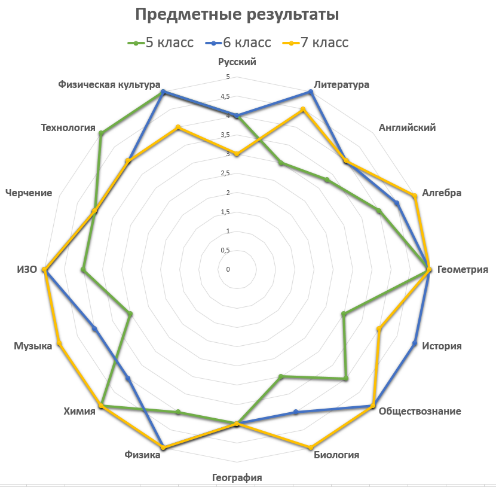 Предметные результаты
5 класс 6 класс 7 класс
Русский
Физическая культура
Литература
Технология
Английский
Черчение
Алгебра
ИЗО
Геометрия
Музыка
История
Химия
Обществознание
Физика
Биология
География
5
4,5
4
3,5
3
2,5
2
1,5
1
0,5
0